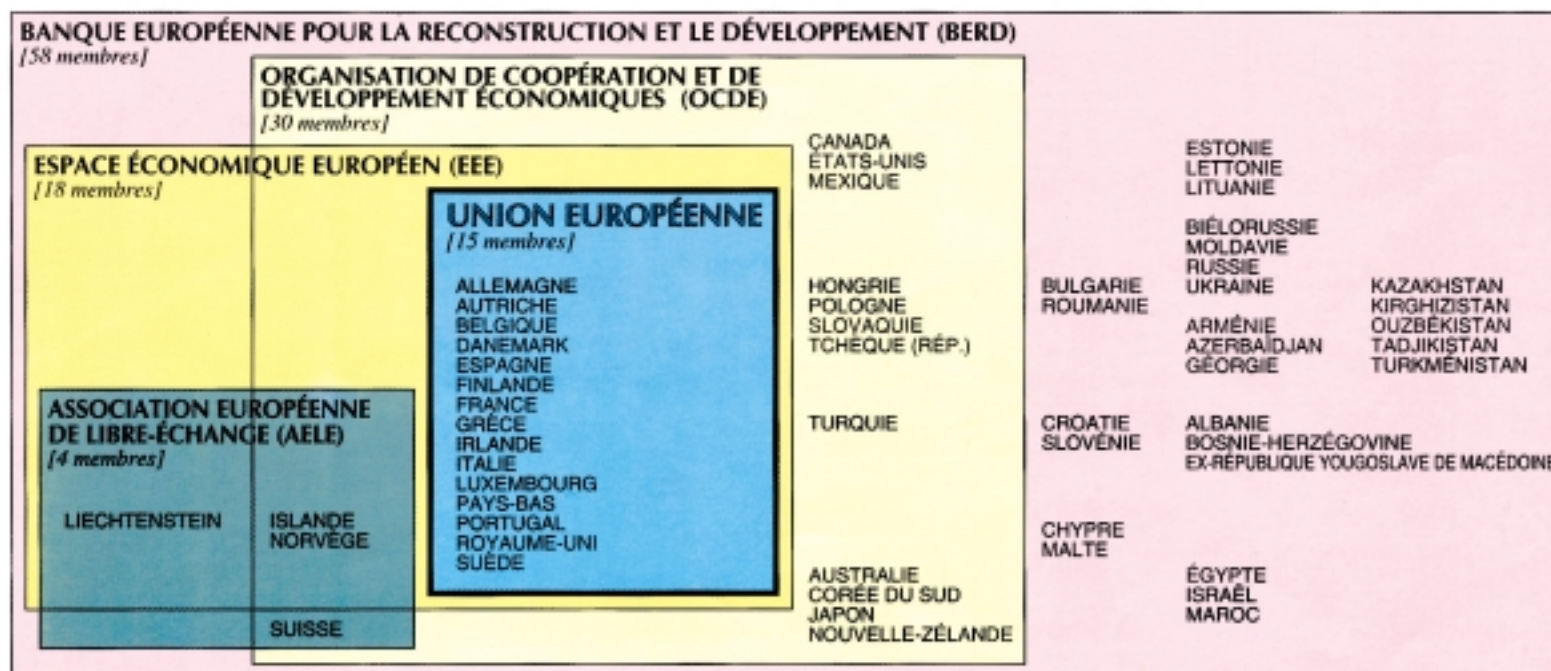 BANQUE EUROPÉENNE POUR LA RECONSTRUCTION ET LE DÉVELOPPEMENT (BERD)
[58 membres]
ORGANISATION DE COOPÉRATION ET DE
DÉVELOPPEMENT ÉCONOMIQUES (OCDE)
[30 membres]
ESPACE ÉCONOMIQUE EUROPÉEN (EEE)
[18 membres]
UNION EUROPÉENNE
[15 membres]
ALLEMAGNE
AUTRICHE
BELGIQUE
DANEMARK
ESPAGNE
FINLANDE
FRANCE
GRÈCE
IRLANDE
ITALIE
LUXEMBOURG
PAYS-BAS
PORTUGAL
ROYAUME-UNI
SUÈDE
ASSOCIATION EUROPÉENNE
DE LIBRE-ÉCHANGE (AELE)
[4 membres]
LIECHTENSTEIN
ISLANDE
NORVÈGE
SUISSE
CANADA
ÉTATS-UNIS
MEXIQUE
HONGRIE
POLOGNE
SLOVAQUIE
TCHÈQUE (RÉP.)
TURQUIE
AUSTRALIE
CORÉE DU SUD
JAPON
NOUVELLE-ZÉLANDE
BULGARIE
ROUMANIE
CROATIE
SLOVÉNIE
CHYPRE
MALTE
ESTONIE
LETTONIE
LITUANIE
BIÉLORUSSIE
MOLDAVIE
RUSSIE
UKRAINE
ARMÉNIE
AZERBAÏDJAN
GÉORGIE
ALBANIE
BOSNIE-HERZÉGOVINE
EX-RÉPUBLIQUE YOUGOSLAVE DE MACÉDOINE
ÉGYPTE
ISRAËL
MAROC
KAZAKHSTAN
KIRGHIZISTAN
OUZBÉKISTAN
TADJIKISTAN
TURKMÉNISTAN